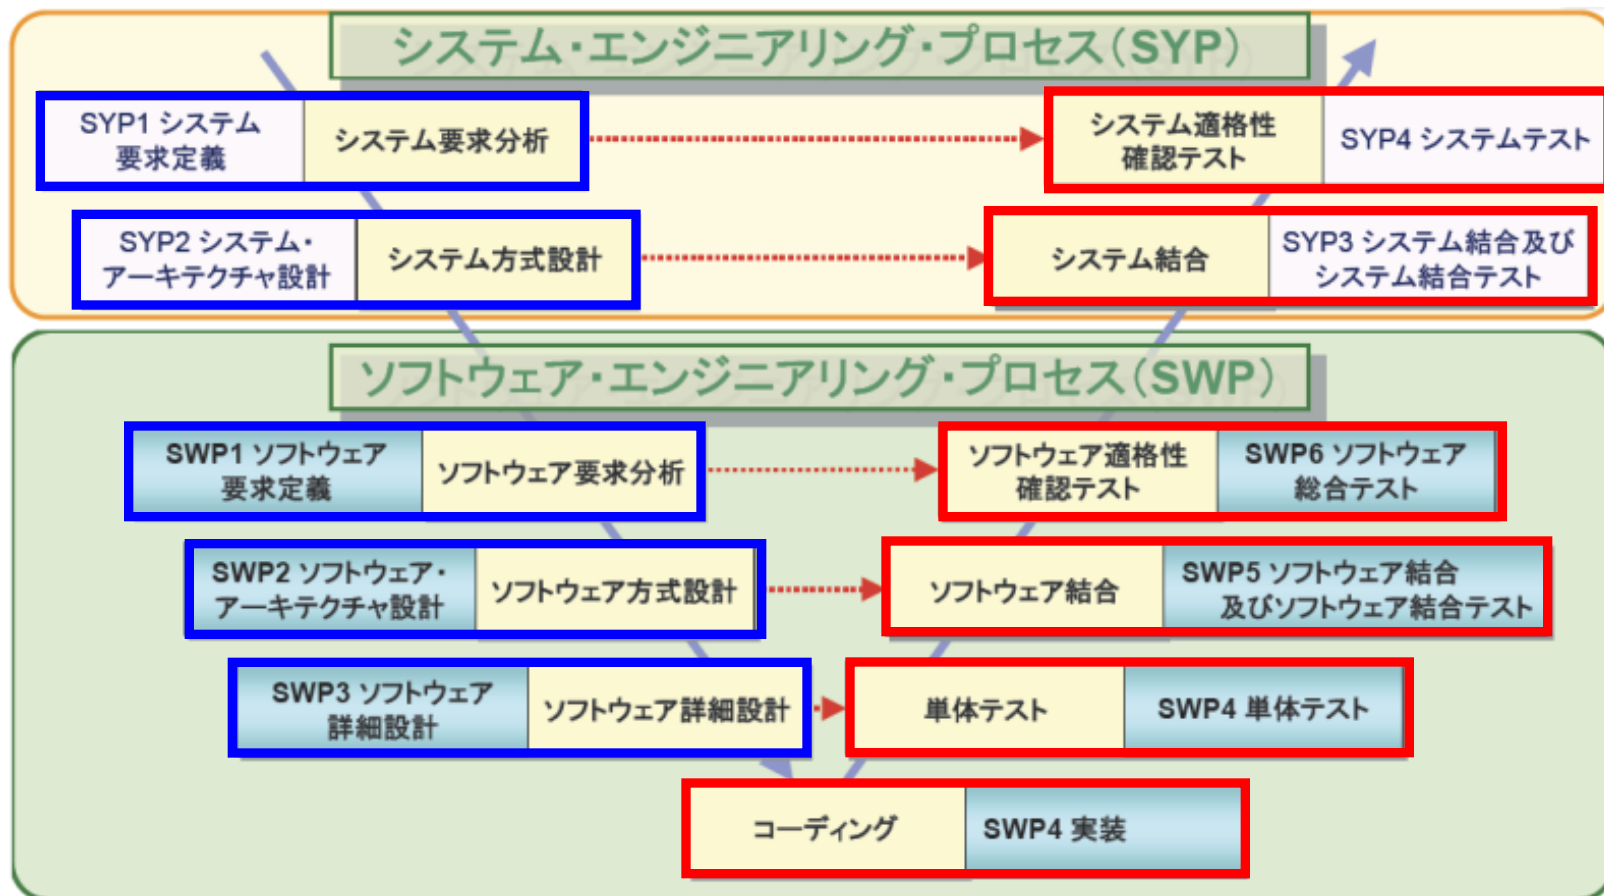 システム・エンジニアリング・プロセス(SYP)
SYP1 システム
要求定義
システム要求分析
システム適格性
確認テスト
SYP4 システムテスト
SYP2 システム・
アーキテクチャ設計
システム方式設計
システム結合
SYP3 システム結合及び
システム結合テスト
ソフトウェア・エンジニアリング・プロセス(SWP)
SWP1 ソフトウェア
要求定義
ソフトウェア要求分析
ソフトウェア適格性
確認テスト
SWP6 ソフトウェア
総合テスト
SWP2 ソフトウェア・
アーキテクチャ設計
ソフトウェア方式設計
ソフトウェア結合
SWP5 ソフトウェア結合
及びソフトウェア結合テスト
SWP3 ソフトウェア
詳細設計
ソフトウェア詳細設計
単体テスト
SWP4 単体テスト
コーディング
SWP4 実装